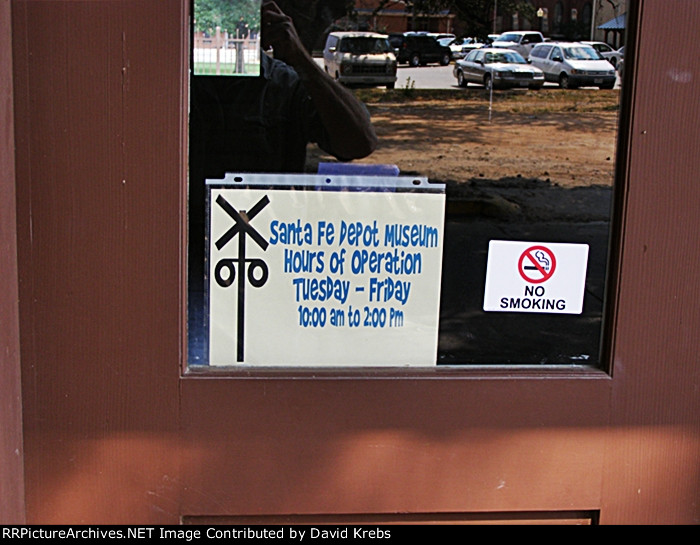 Santa Fe Depot Museum
Hours of Operation
Tuesday - Friday
10:00 am to 2:00 Pm
NO
SMOKING
RRPictureArchives.NET Image Contributed by David Krebs